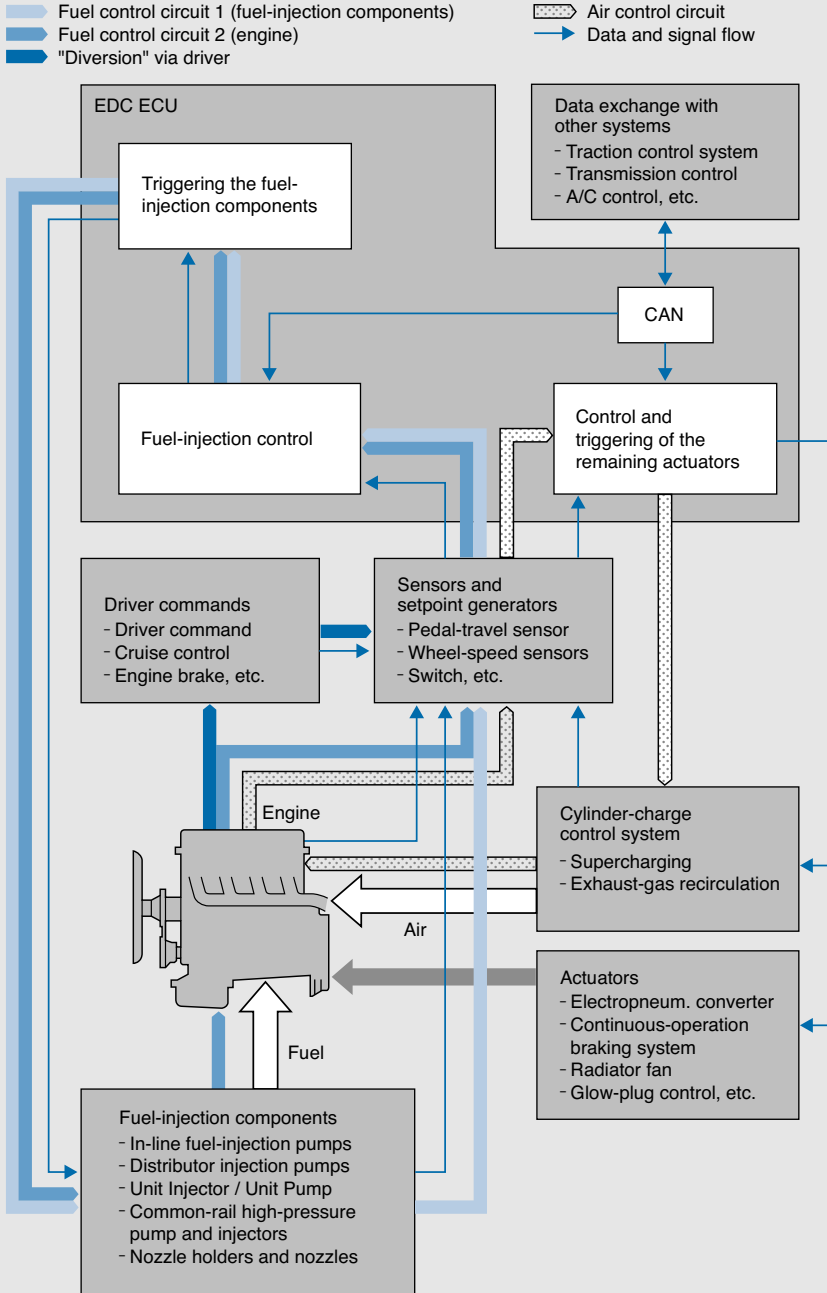 Fuel control circuit 1 (fuel-injection components)
Fuel control circuit 2 (engine)
"Diversion" via driver
Air control circuit
Data and signal flow
EDC ECU
Triggering the fuel-
injection components
Data exchange with
other systems
- Traction control system
- Transmission control
- A/C control, etc.
CAN
Fuel-injection control
Control and
triggering of the
remaining actuators
Driver commands
- Driver command
- Cruise control
- Engine brake, etc.
Sensors and
setpoint generators
- Pedal-travel sensor
- Wheel-speed sensors
- Switch, etc.
Engine
Cylinder-charge
control system
- Supercharging
- Exhaust-gas recirculation
Air
Actuators
- Electropneum. converter
- Continuous-operation
braking system
- Radiator fan
- Glow-plug control, etc.
Fuel
Fuel-injection components
- In-line fuel-injection pumps
- Distributor injection pumps
- Unit Injector / Unit Pump
- Common-rail high-pressure
pump and injectors
- Nozzle holders and nozzles